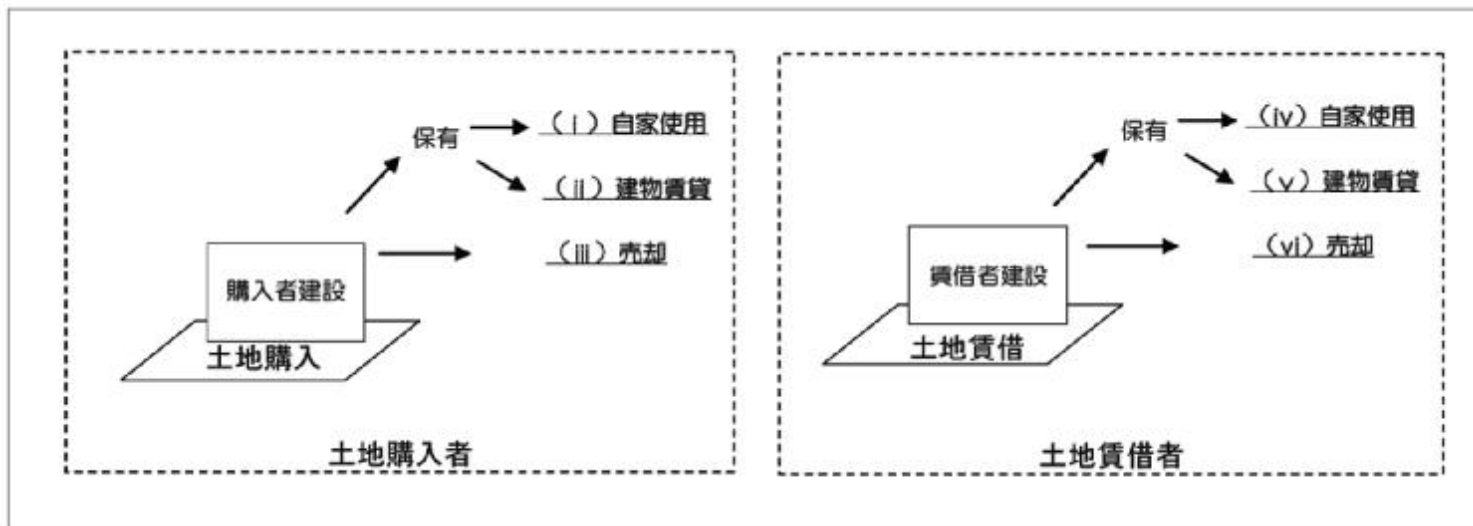 保有
(ⅰ)自家使用
(ⅱ)建物賃貸
(ⅲ)売却
購入者建設
土地購入
土地購入者
保有
(ⅳ)自家使用
(ⅴ)建物賃貸
(ⅵ)売却
賃借者建設
土地賃借
土地賃借者